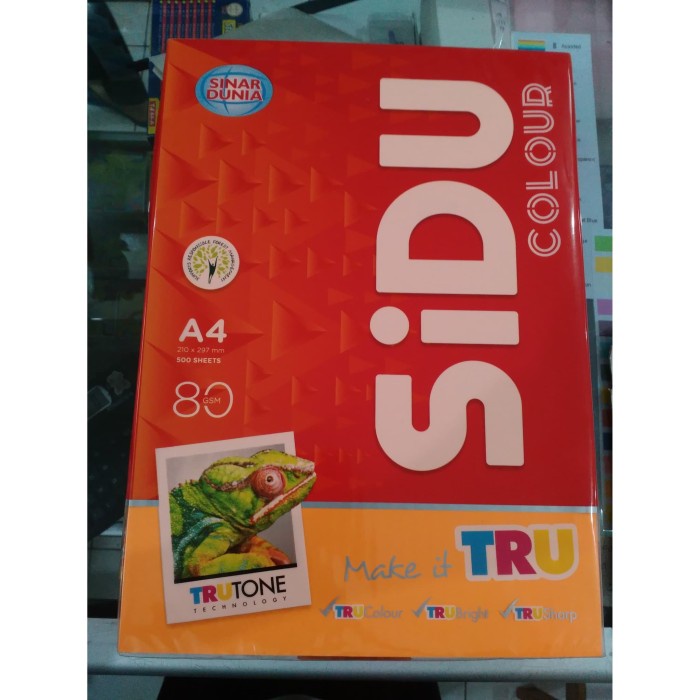 SINAR
DUNIA
SiDU
COLOUR
A4
210 x 297 mm
500 SHEETS
80
GSM
Make it TRU
TRUTONE
TECHNOLOGY
TRUColour TRUBright TRUSharp